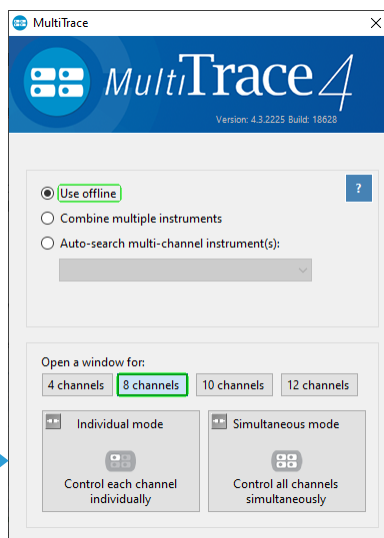 MultiTrace
MultiTrace 4
Version: 4.3.2225 Build: 18628
Use offline
?
Combine multiple instruments
Auto-search multi-channel instrument(s):
Open a window for:
4 channels 8 channels 10 channels 12 channels
Individual mode
Control each channel
individually
Simultaneous mode
Control all channels
simultaneously